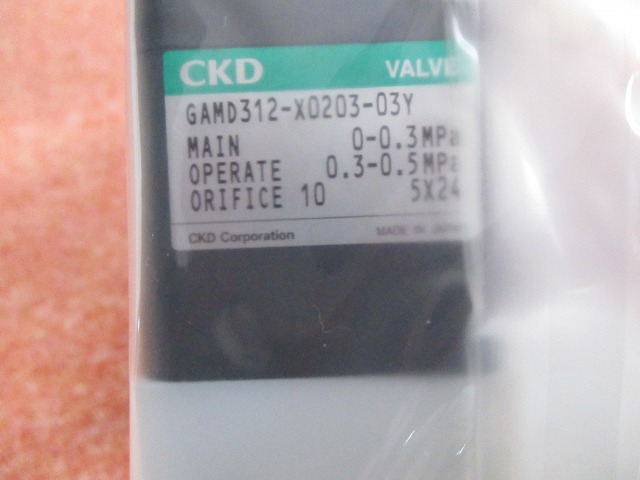 CKD VALVE
GAMD312-X0203-03Y
MAIN 0-0.3MPa
OPERATE 0.3-0.5MPa
ORIFICE 10 5X24
CKD Corporation MADE IN JAPAN